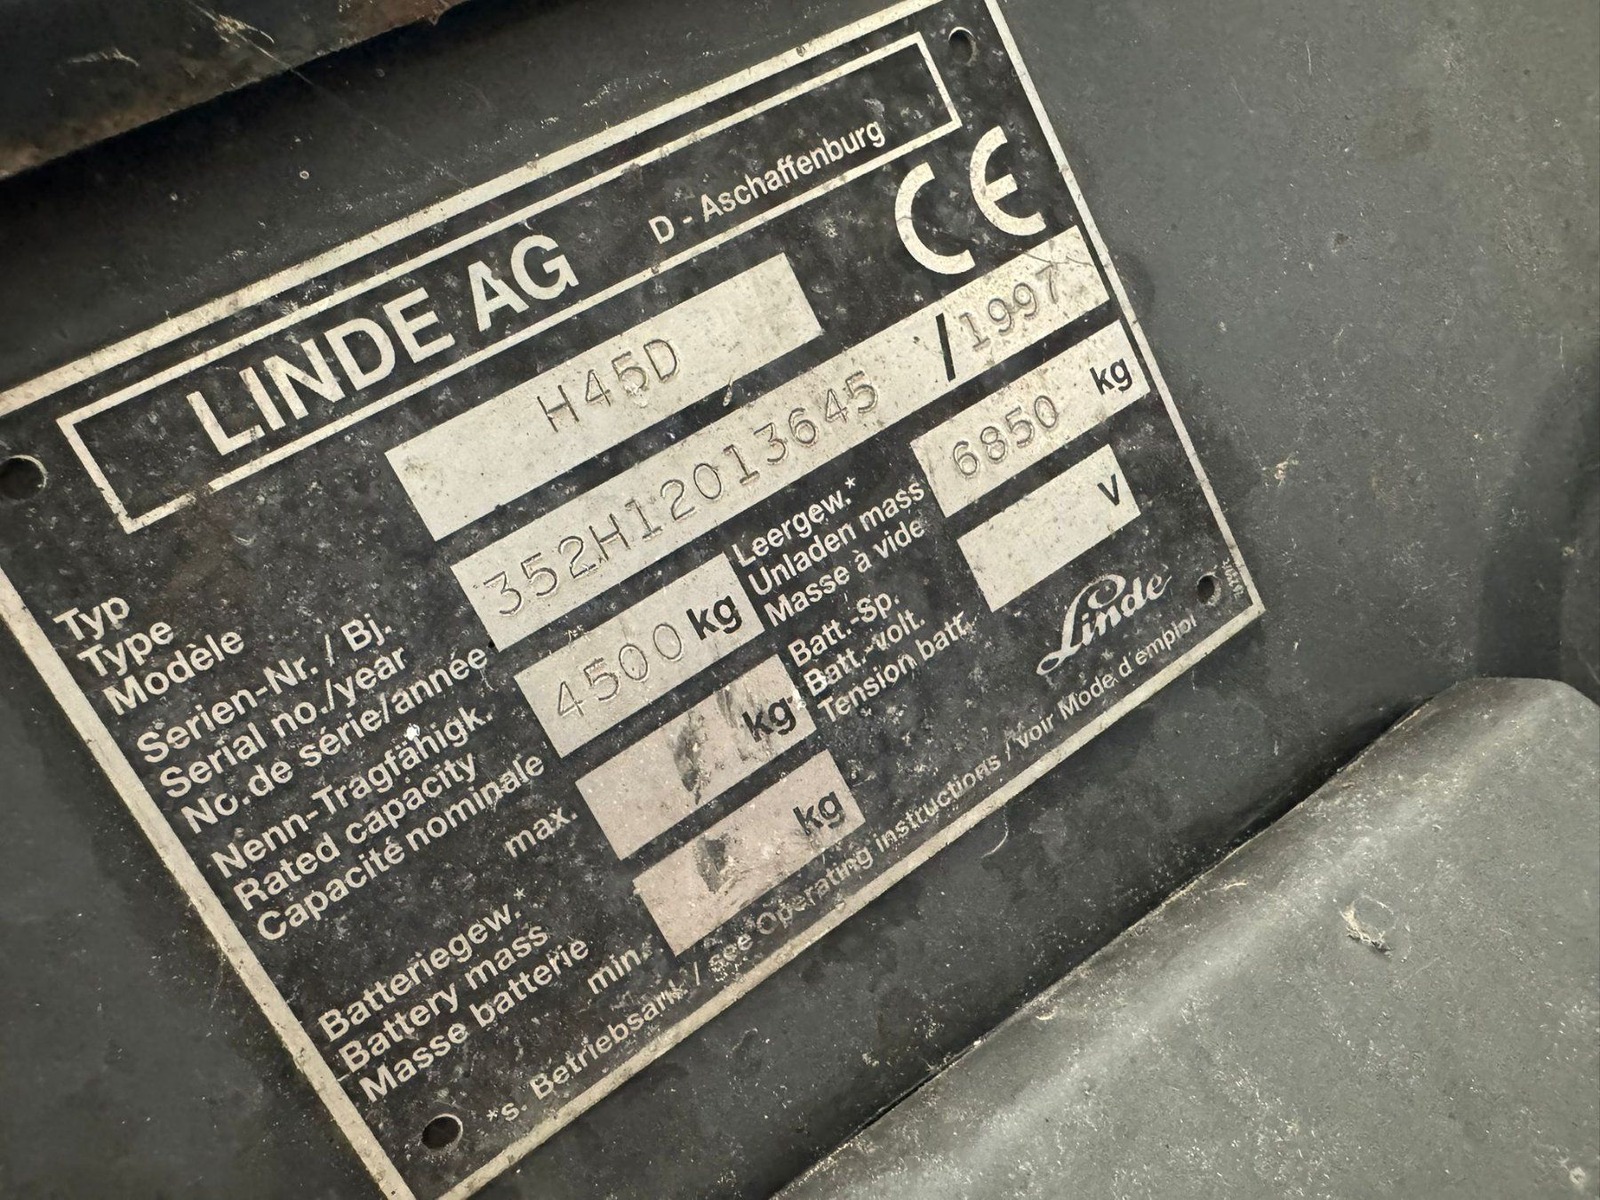 LINDE AG D - Aschaffenburg
CE
Typ
Type
Modèle
H45D
Serien-Nr. / Bj.
Serial no./year
No.de série/année
352H12013645 / 1997
Nenn-Tragfähigk.
Rated capacity
Capacité nominale
4500 kg
Leergew.*
Unladen mass
Masse à vide
6850 kg
Batteriegew.*
Battery mass
Masse batterie
max. kg
min. kg
Batt.-Sp.
Batt.-volt.
Tension batt.
V
Linde
*s. Betriebsanl. / see Operating instructions / voir Mode d'emploi